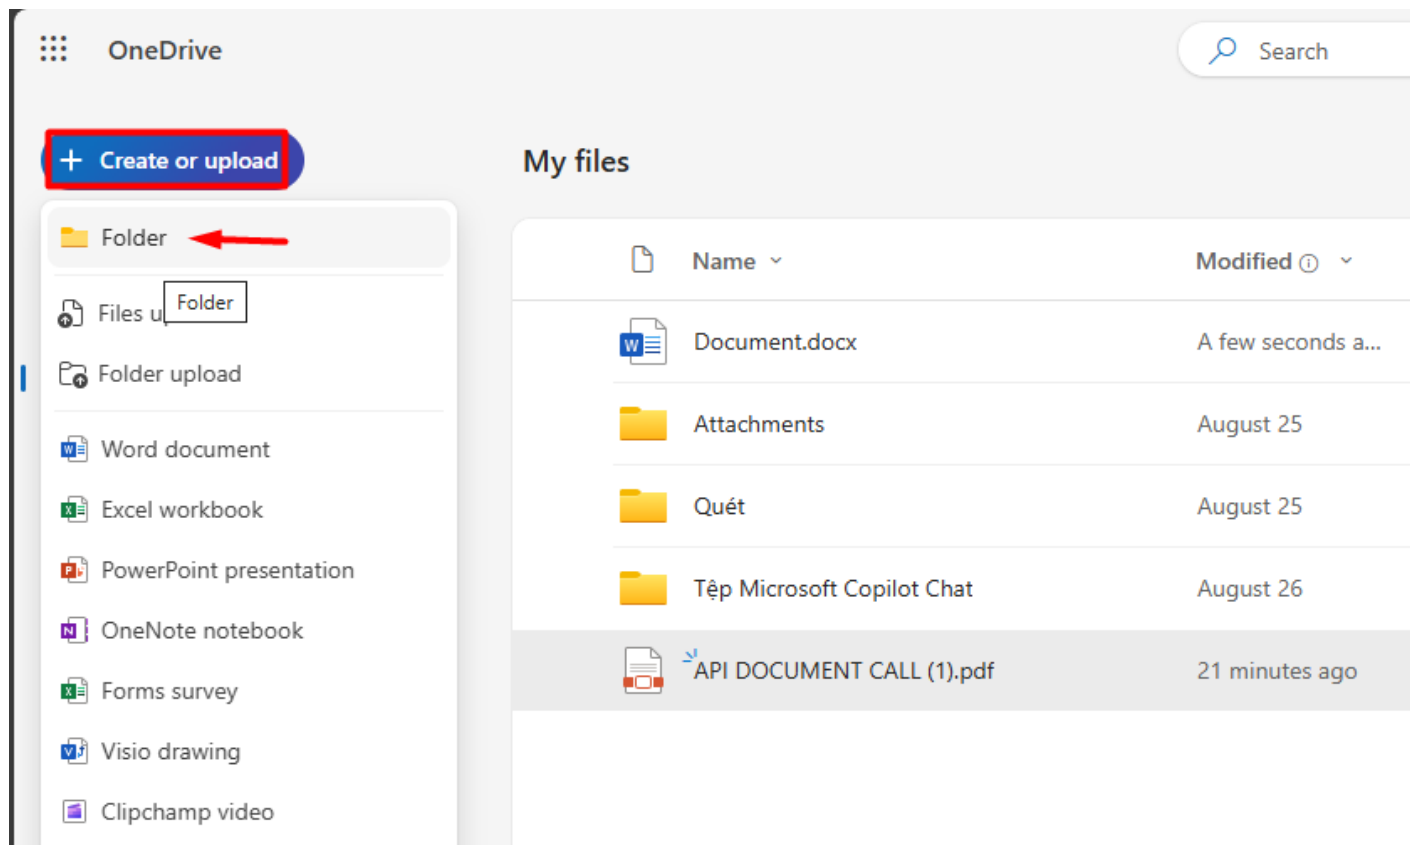 OneDrive
Search
Create or upload
My files
Folder
Folder
Files u
Folder upload
Word document
Excel workbook
PowerPoint presentation
OneNote notebook
Forms survey
Visio drawing
Clipchamp video
Name
Modified
Document.docx
A few seconds a...
Attachments
August 25
Quét
August 25
Tệp Microsoft Copilot Chat
August 26
API DOCUMENT CALL (1).pdf
21 minutes ago